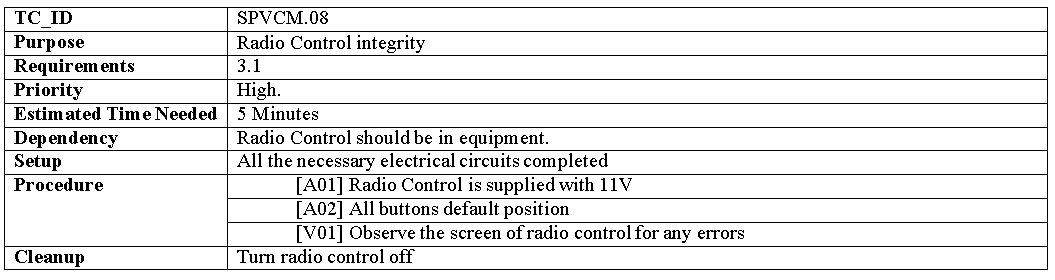 TC_ID SPVCM.08
Purpose Radio Control integrity
Requirements 3.1
Priority High.
Estimated Time Needed 5 Minutes
Dependency Radio Control should be in equipment.
Setup All the necessary electrical circuits completed
Procedure [A01] Radio Control is supplied with 11V
[A02] All buttons default position
[V01] Observe the screen of radio control for any errors
Cleanup Turn radio control off